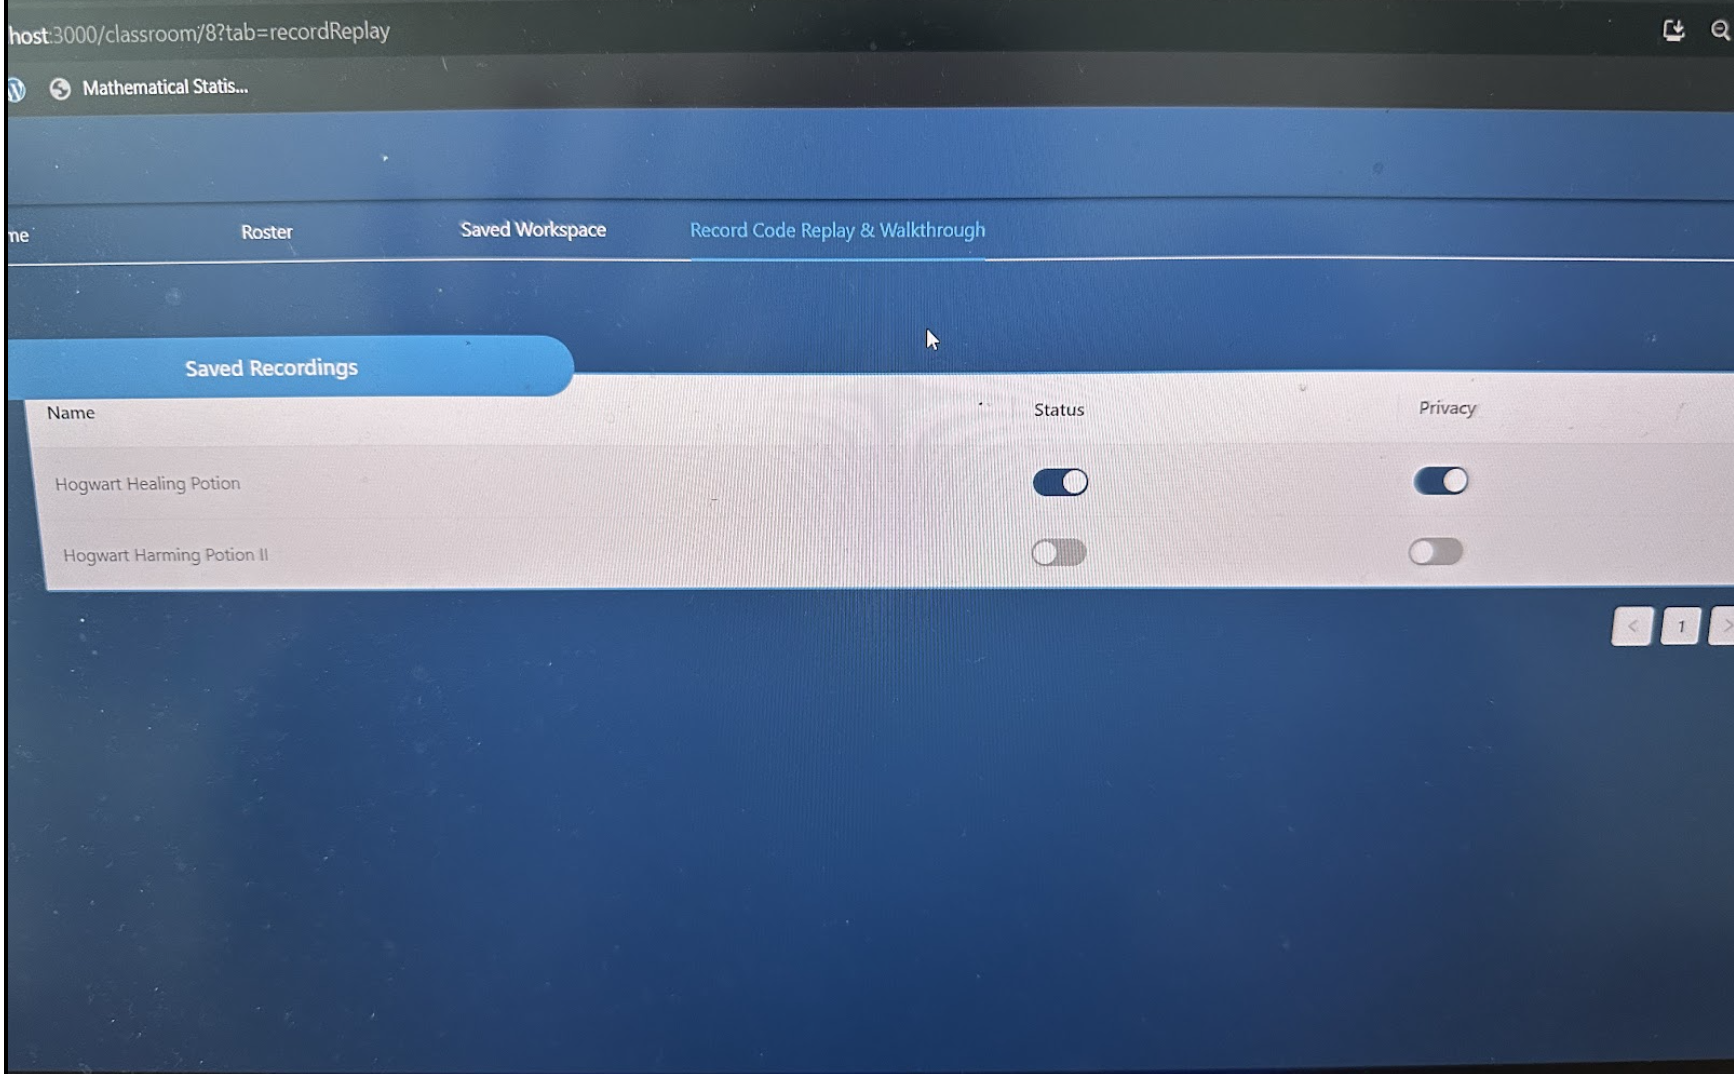 host:3000/classroom/8?tab=recordReplay
Mathematical Statis...
me Roster Saved Workspace Record Code Replay & Walkthrough
Saved Recordings
Name Status Privacy
Hogwart Healing Potion
Hogwart Harming Potion II
< 1 >